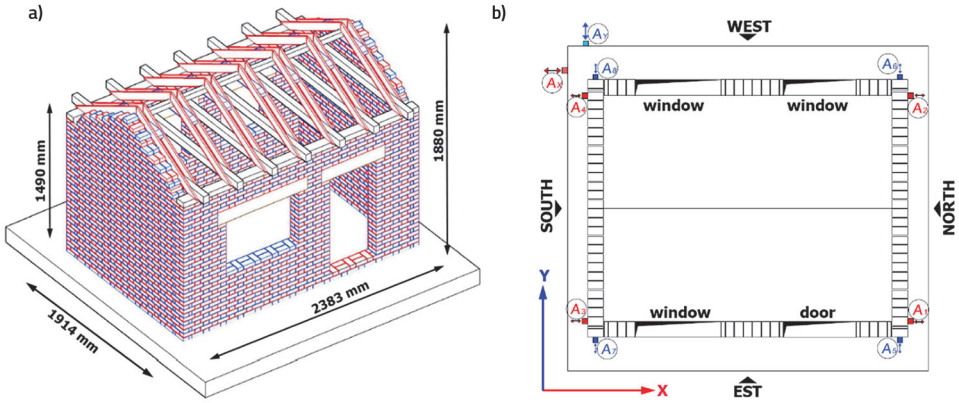 a)
1490 mm
1880 mm
1914 mm
2383 mm
b)
WEST
AY
AX
A8
A6
A4
window
window
A2
SOUTH
NORTH
Y
window
door
A3
A1
A7
A5
X
EST